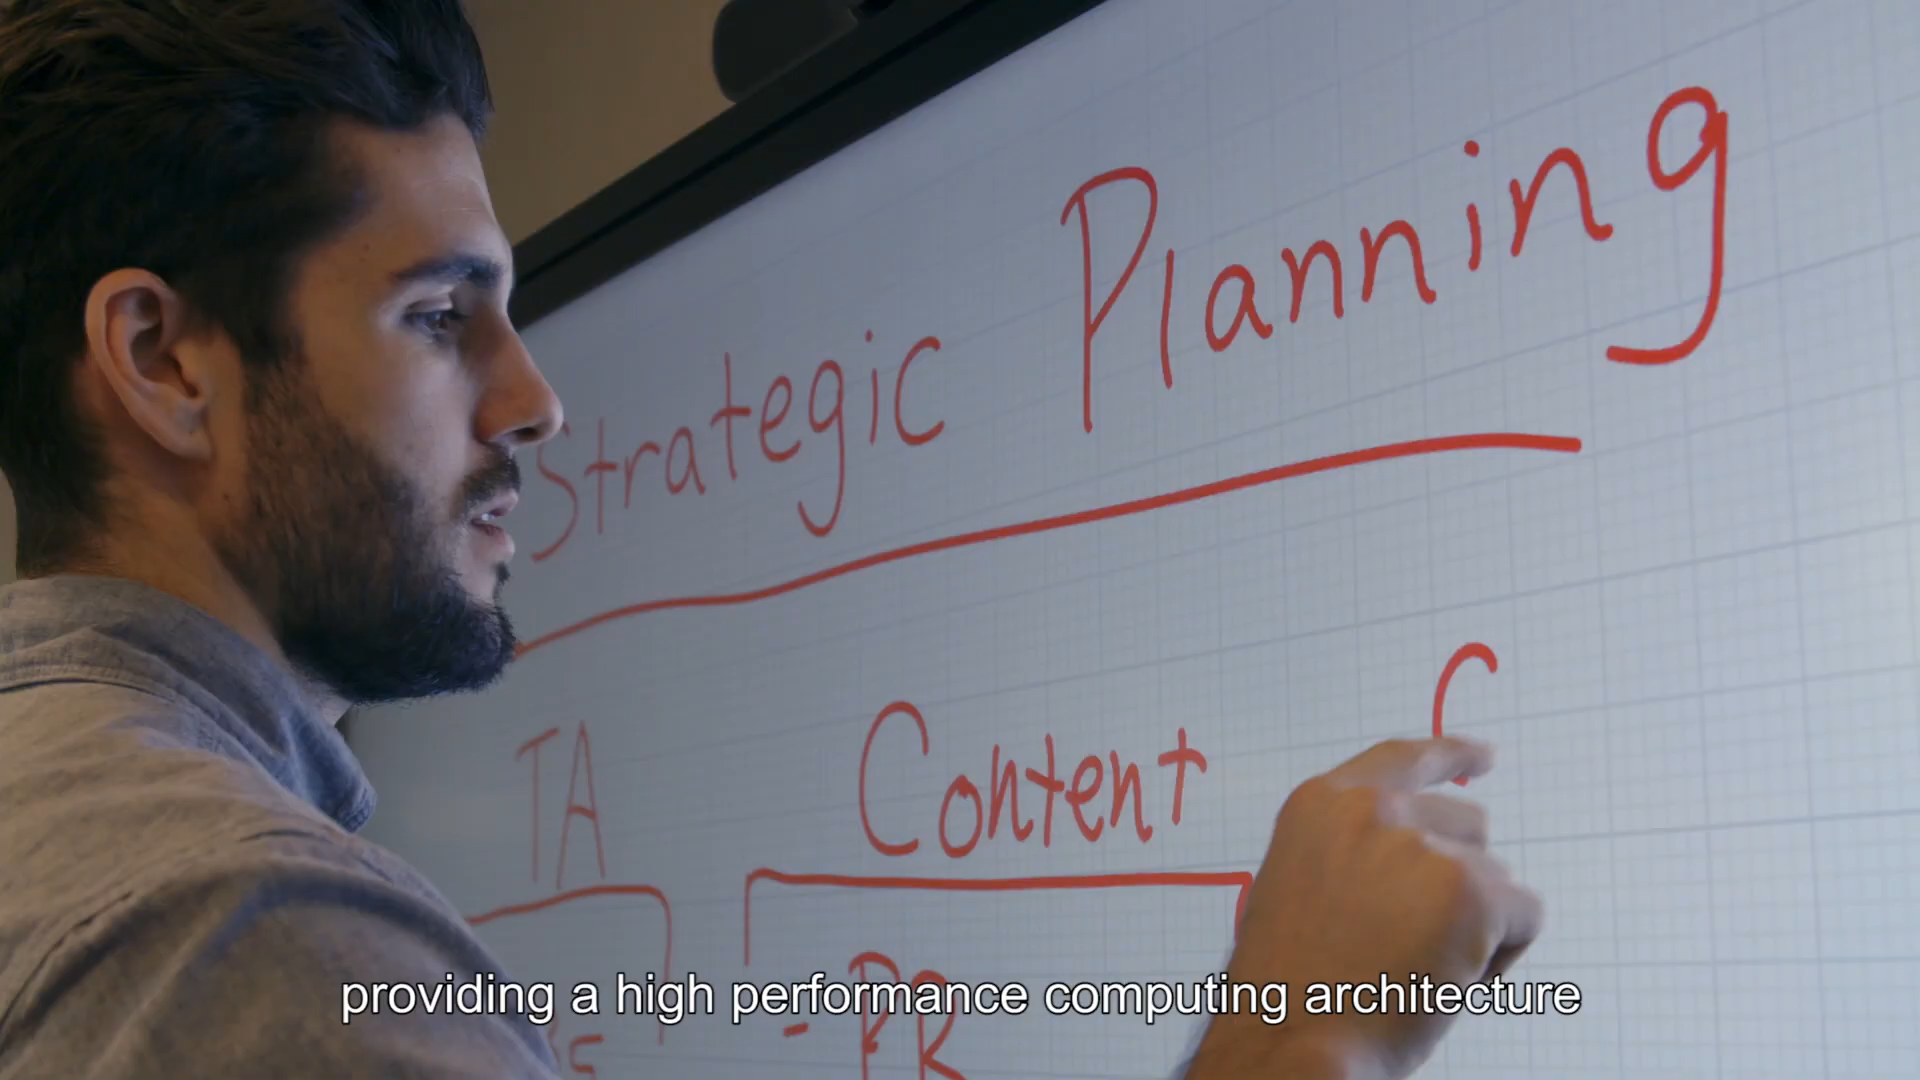 Strategic Planning
TA Content C
- PR
providing a high performance computing architecture